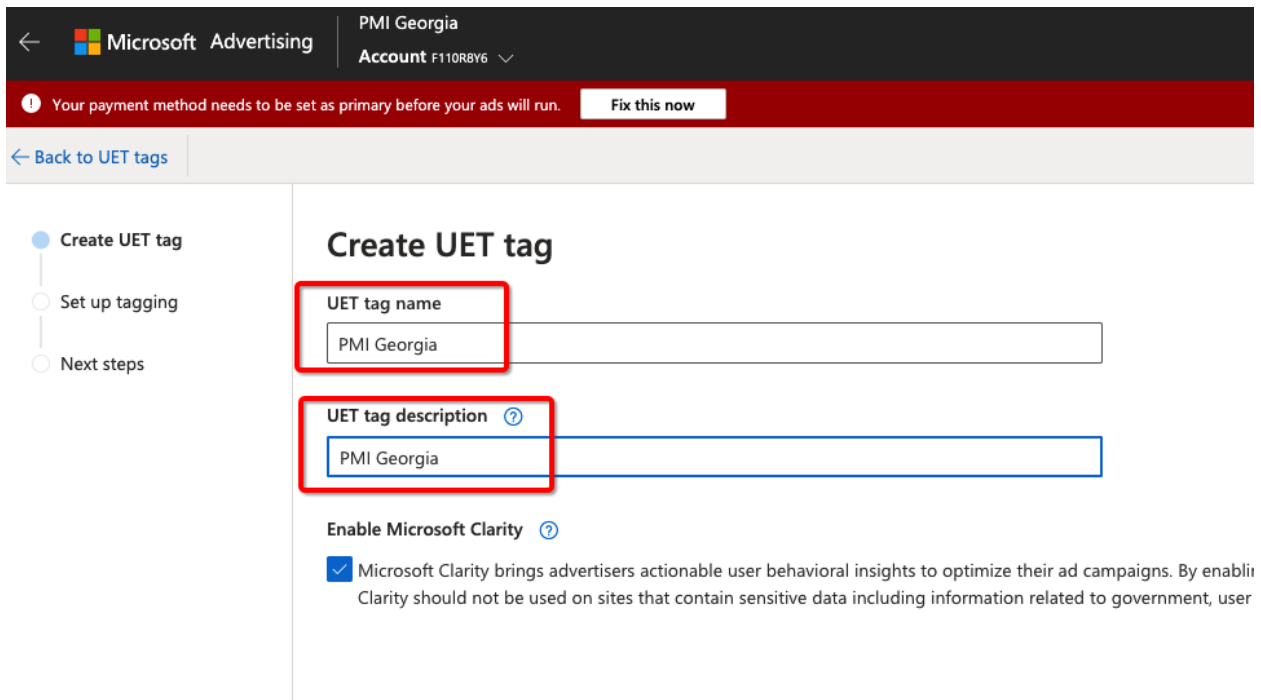 PMI Georgia
Microsoft Advertising
Account F110R8Y6
Your payment method needs to be set as primary before your ads will run. Fix this now
Back to UET tags
Create UET tag
Set up tagging
Next steps
Create UET tag
UET tag name
PMI Georgia
UET tag description
PMI Georgia
Enable Microsoft Clarity
Microsoft Clarity brings advertisers actionable user behavioral insights to optimize their ad campaigns. By
Clarity should not be used on sites that contain sensitive data including information related to government, user